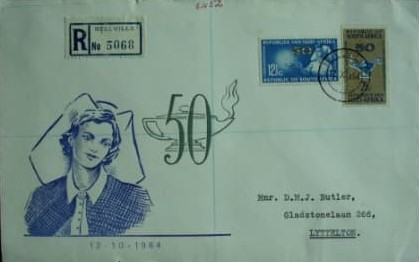 BELLVILLE
R No 5068
50
12-10-1964
REPUBLIEK VAN SUID-AFRIKA
50
12½c
REPUBLIC OF SOUTH AFRICA
50
Mnr. D.M.J. Butler,
Gladstonelaan 266,
LYTTELTON.